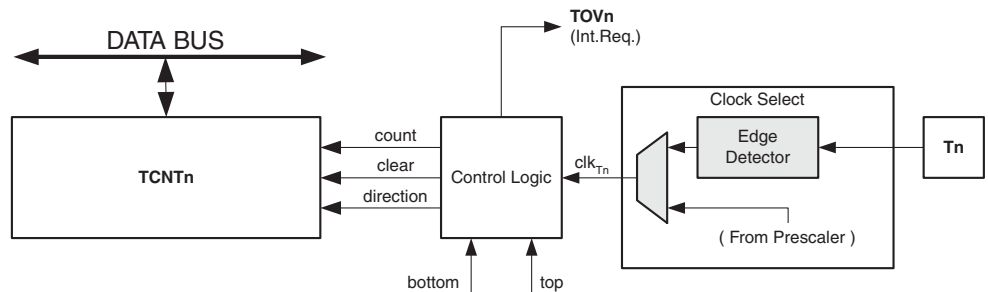 TOVn
(Int.Req.)
DATA BUS
Clock Select
count
Edge
Detector
Tn
TCNTn
clear
Control Logic
clkTn
direction
( From Prescaler )
bottom
top